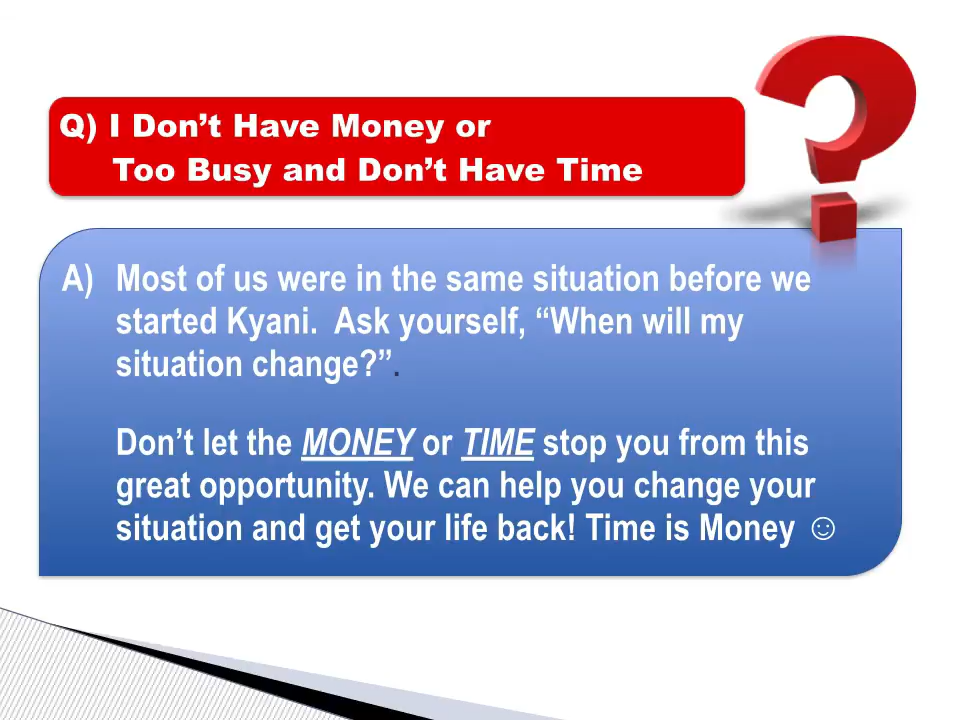 Q) I Don’t Have Money or
Too Busy and Don’t Have Time
A) Most of us were in the same situation before we
started Kyani. Ask yourself, “When will my
situation change?”.
Don’t let the MONEY or TIME stop you from this
great opportunity. We can help you change your
situation and get your life back! Time is Money ☺